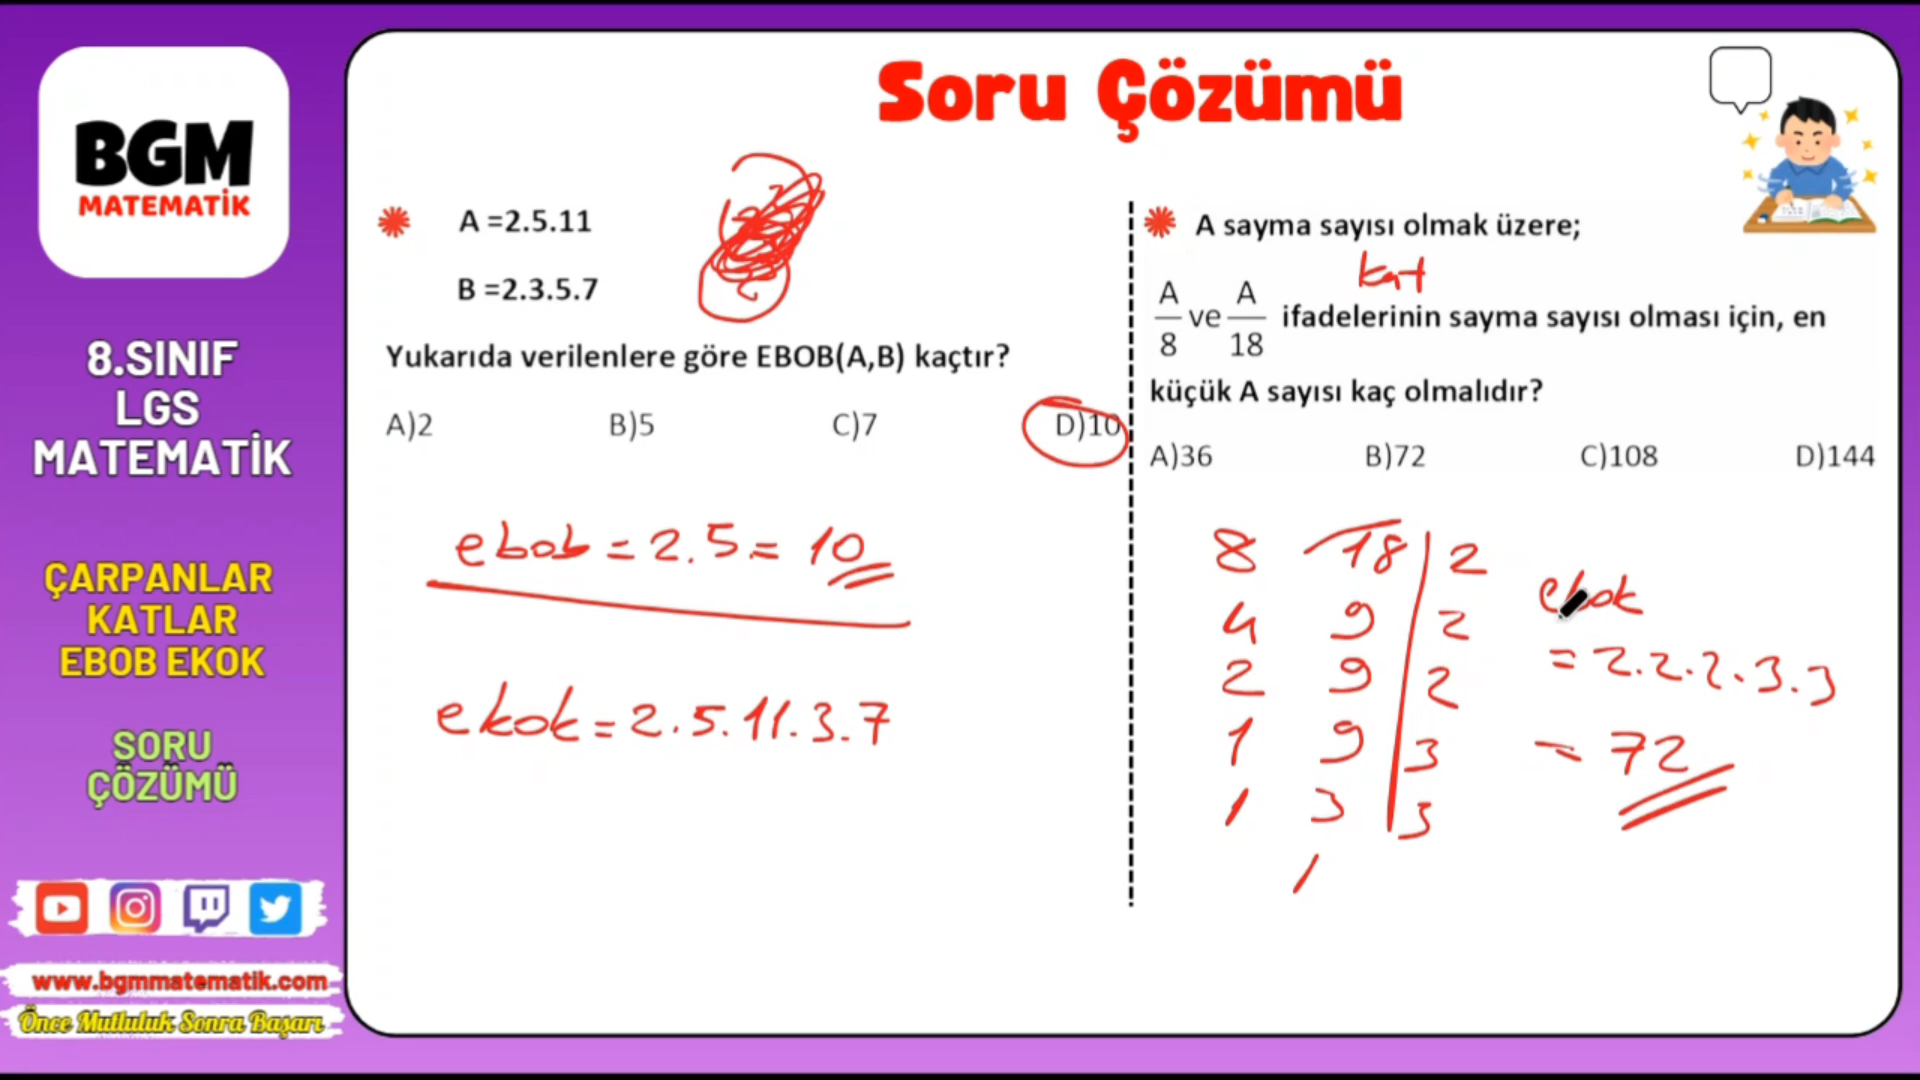 BGM
MATEMATİK
8.SINIF
LGS
MATEMATİK
ÇARPANLAR
KATLAR
EBOB EKOK
SORU
ÇÖZÜMÜ
www.bgmmatematik.com
Önce Mutluluk Sonra Başarı
Soru Çözümü
A =2.5.11
B =2.3.5.7
Yukarıda verilenlere göre EBOB(A,B) kaçtır?
A)2 B)5 C)7 D)10
ebob = 2.5 = 10
ekok = 2.5.11.3.7
A sayma sayısı olmak üzere;
kat
A/8 ve A/18 ifadelerinin sayma sayısı olması için, en
küçük A sayısı kaç olmalıdır?
A)36 B)72 C)108 D)144
8 18 | 2
4 9 | 2
2 9 | 2
1 9 | 3
1 3 | 3
1
ekok
= 2.2.2.3.3
= 72